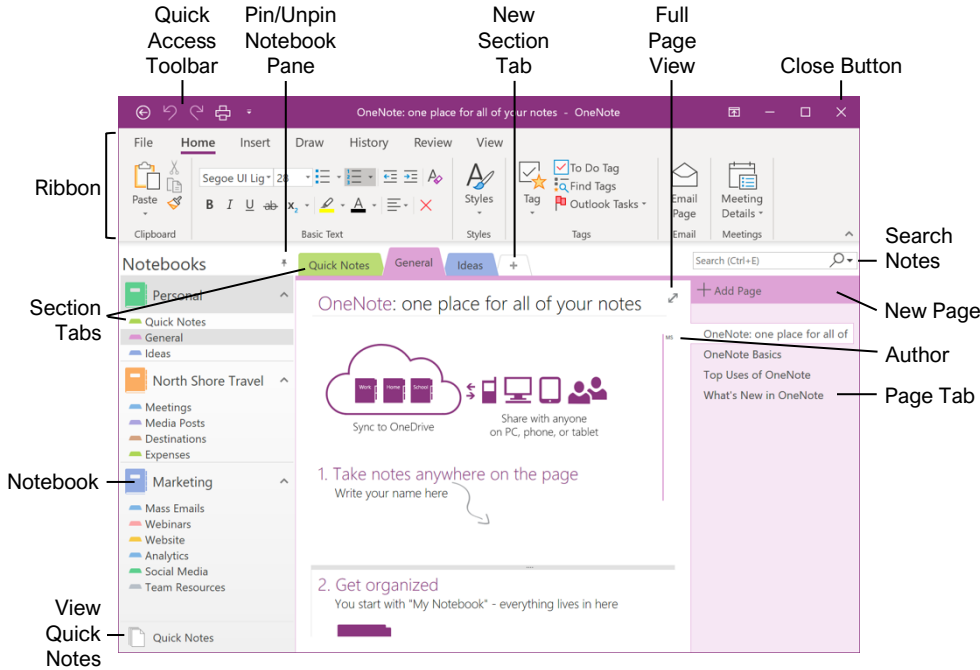 Quick
Access
Toolbar
Pin/Unpin
Notebook
Pane
New
Section
Tab
Full
Page
View
Close Button
OneNote: one place for all of your notes - OneNote
File Home Insert Draw History Review View
Ribbon
Paste
Segoe UI Lig 28
B I U ab x₂ A
Styles
Tag
To Do Tag
Find Tags
Outlook Tasks
Email
Page
Meeting
Details
Clipboard Basic Text Styles Tags Email Meetings
Notebooks
Quick Notes General Ideas +
Search (Ctrl+E)
Search
Notes
Section
Tabs
Personal
Quick Notes
General
Ideas
North Shore Travel
Meetings
Media Posts
Destinations
Expenses
Notebook
Marketing
Mass Emails
Webinars
Website
Analytics
Social Media
Team Resources
View
Quick
Notes
Quick Notes
OneNote: one place for all of your notes
Work Home School
Sync to OneDrive
Share with anyone
on PC, phone, or tablet
1. Take notes anywhere on the page
Write your name here
2. Get organized
You start with "My Notebook" - everything lives in here
MS
Add Page
New Page
OneNote: one place for all of
Author
OneNote Basics
Top Uses of OneNote
What's New in OneNote
Page Tab